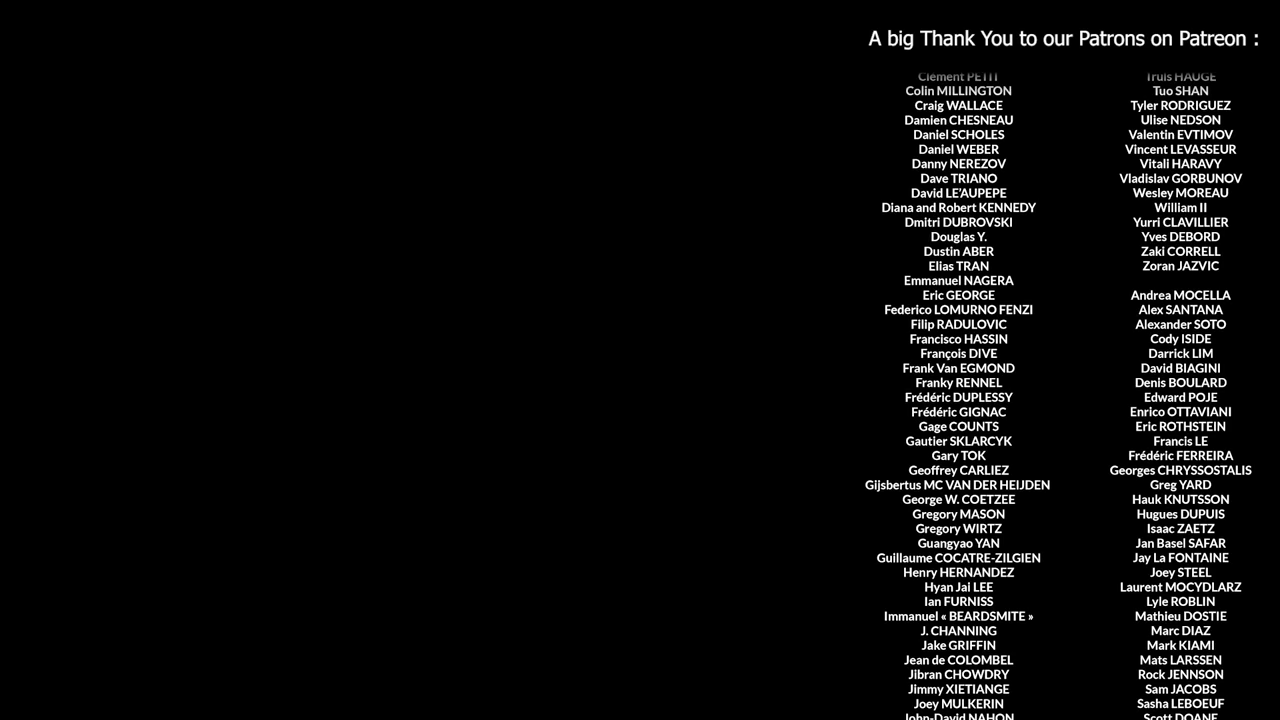 A big Thank You to our Patrons on Patreon :
Clément PETIT
Colin MILLINGTON
Craig WALLACE
Damien CHESNEAU
Daniel SCHOLES
Daniel WEBER
Danny NEREZOV
Dave TRIANO
David LE'AUPEPE
Diana and Robert KENNEDY
Dmitri DUBROVSKI
Douglas Y.
Dustin ABER
Elias TRAN
Emmanuel NAGERA
Eric GEORGE
Federico LOMURNO FENZI
Filip RADULOVIC
Francisco HASSIN
François DIVE
Frank Van EGMOND
Franky RENNEL
Frédéric DUPLESSY
Frédéric GIGNAC
Gage COUNTS
Gautier SKLARCYK
Gary TOK
Geoffrey CARLIEZ
Gijsbertus MC VAN DER HEIJDEN
George W. COETZEE
Gregory MASON
Gregory WIRTZ
Guangyao YAN
Guillaume COCATRE-ZILGIEN
Henry HERNANDEZ
Hyan Jai LEE
Ian FURNISS
Immanuel « BEARDSMITE »
J. CHANNING
Jake GRIFFIN
Jean de COLOMBEL
Jibran CHOWDRY
Jimmy XIETIANGE
Joey MULKERIN
John-David NAHON
Truls HAUGE
Tuo SHAN
Tyler RODRIGUEZ
Ulise NEDSON
Valentin EVTIMOV
Vincent LEVASSEUR
Vitali HARAVY
Vladislav GORBUNOV
Wesley MOREAU
William II
Yurri CLAVILLIER
Yves DEBORD
Zaki CORRELL
Zoran JAZVIC
Andrea MOCELLA
Alex SANTANA
Alexander SOTO
Cody ISIDE
Darrick LIM
David BIAGINI
Denis BOULARD
Edward POJE
Enrico OTTAVIANI
Eric ROTHSTEIN
Francis LE
Frédéric FERREIRA
Georges CHRYSSOSTALIS
Greg YARD
Hauk KNUTSSON
Hugues DUPUIS
Isaac ZAETZ
Jan Basel SAFAR
Jay La FONTAINE
Joey STEEL
Laurent MOCYDLARZ
Lyle ROBLIN
Mathieu DOSTIE
Marc DIAZ
Mark KIAMI
Mats LARSSEN
Rock JENNSON
Sam JACOBS
Sasha LEBOEUF
Scott DOANE